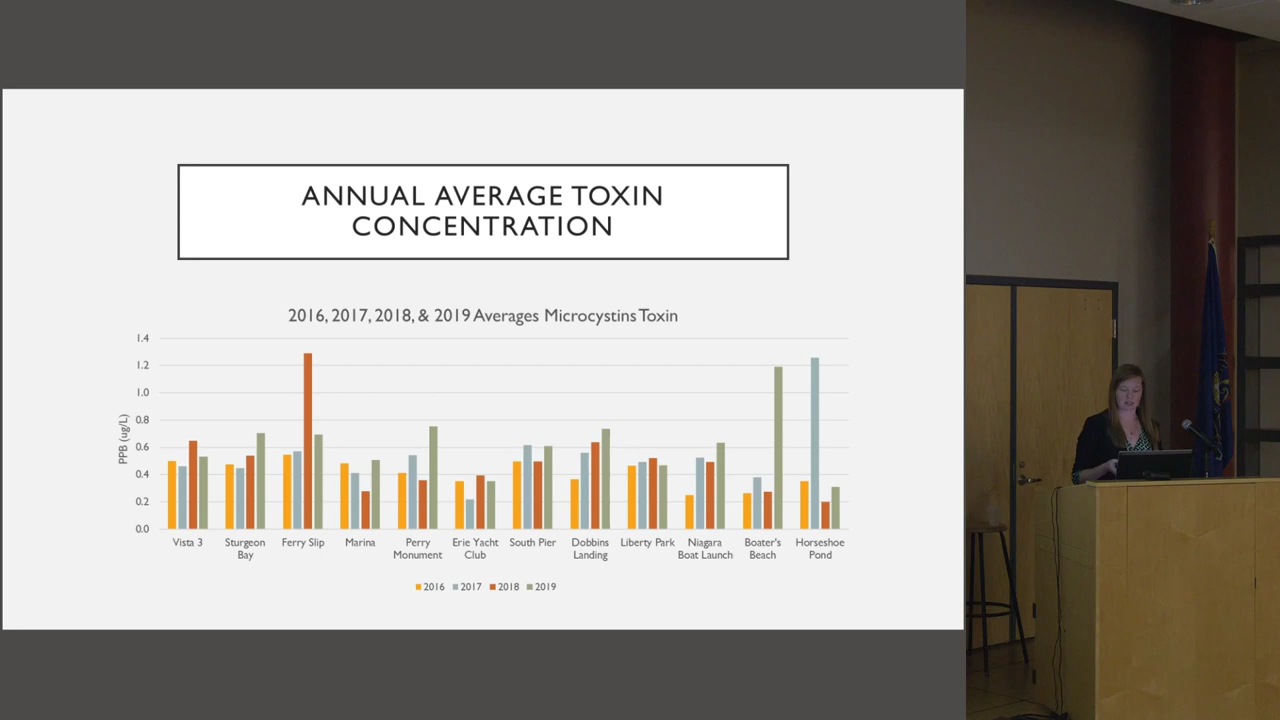 ANNUAL AVERAGE TOXIN
CONCENTRATION
2016, 2017, 2018, & 2019 Averages Microcystins Toxin
PPB (ug/L)
1.4
1.2
1.0
0.8
0.6
0.4
0.2
0.0
Vista 3
Sturgeon
Bay
Ferry Slip
Marina
Perry
Monument
Erie Yacht
Club
South Pier
Dobbins
Landing
Liberty Park
Niagara
Boat Launch
Boater's
Beach
Horseshoe
Pond
2016 2017 2018 2019